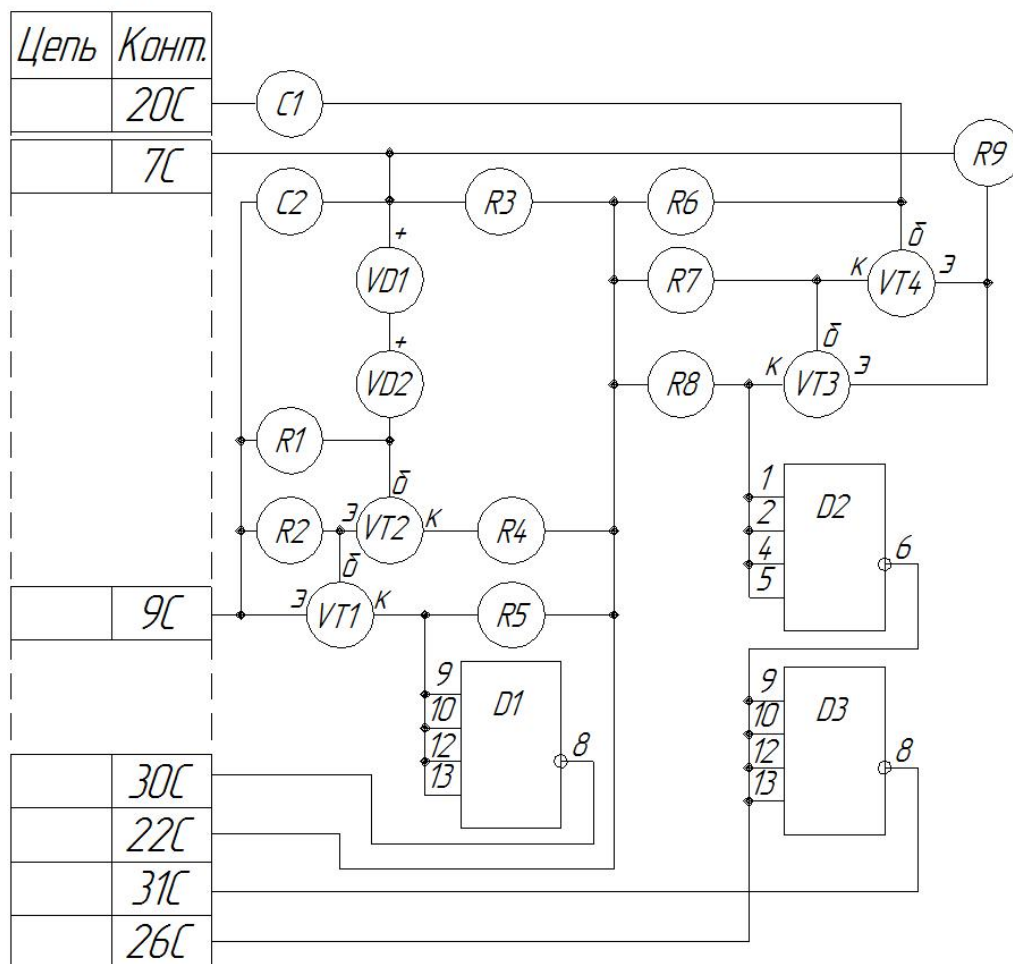 Цепь Конт.
20С
С1
7С
R9
С2
R3
R6
+
б
К
Э
VD1
R7
VT4
+
б
К
Э
VD2
R8
VT3
R1
1
б
2
D2
Э
К
R2
VT2
R4
4
6
б
5
9С
Э
К
VT1
R5
9
9
10
D1
10
D3
12
8
12
8
13
13
30С
22С
31С
26С